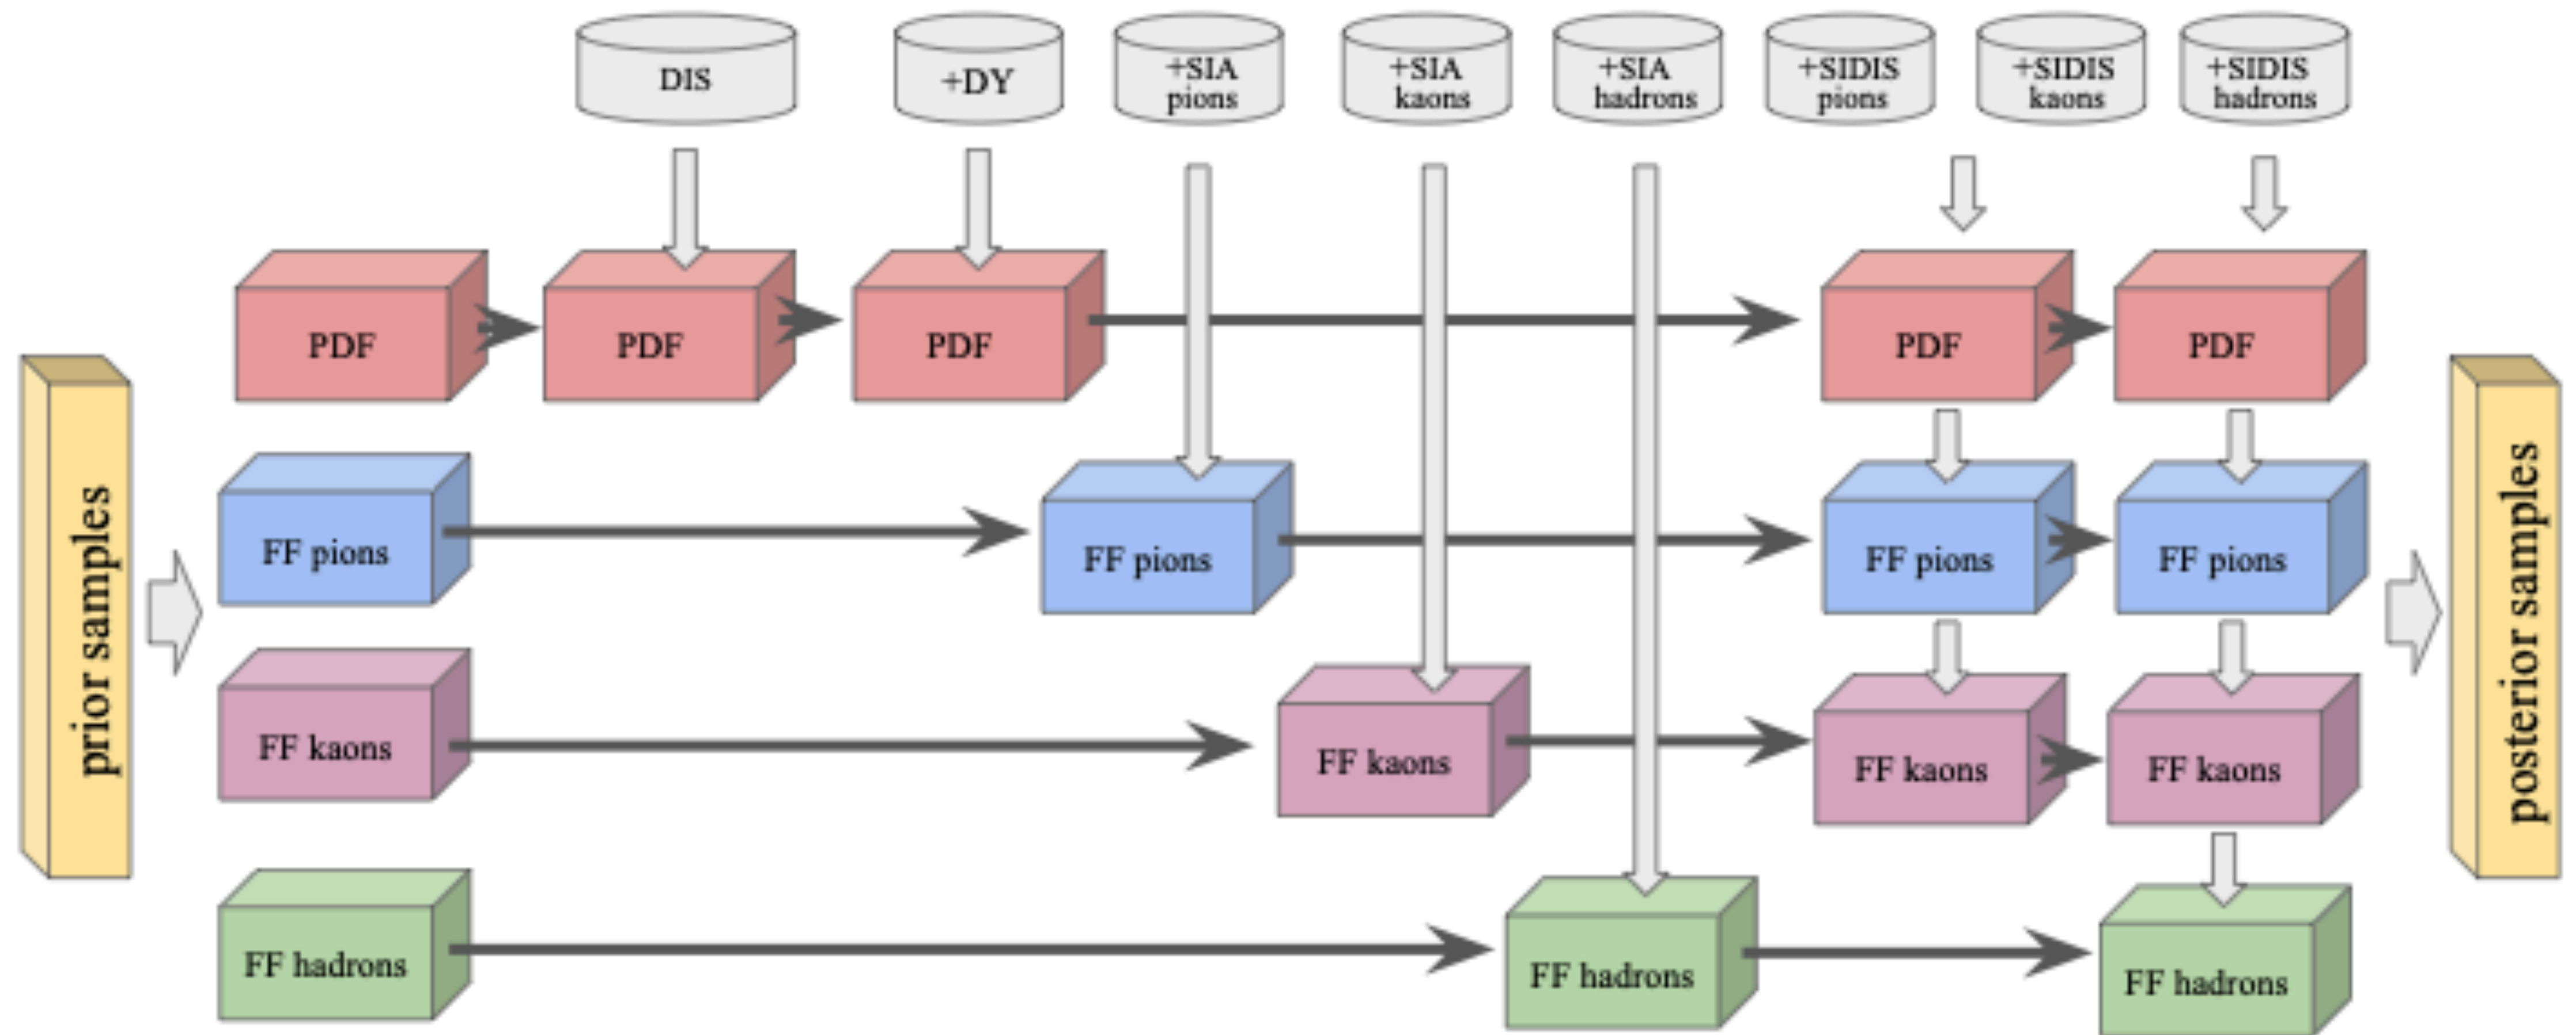 DIS
+DY
+SIA
pions
+SIA
kaons
+SIA
hadrons
+SIDIS
pions
+SIDIS
kaons
+SIDIS
hadrons
PDF
PDF
PDF
PDF
PDF
prior samples
FF pions
FF pions
FF pions
FF pions
posterior samples
FF kaons
FF kaons
FF kaons
FF kaons
FF hadrons
FF hadrons
FF hadrons